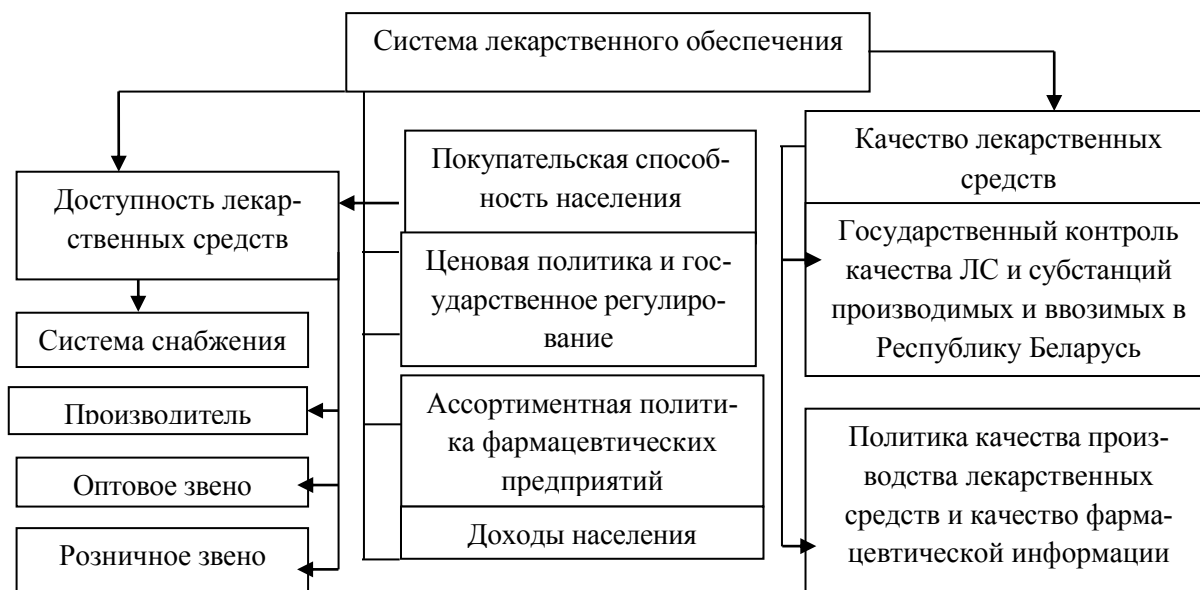 Система лекарственного обеспечения
Доступность лекар-
ственных средств
Система снабжения
Производитель
Оптовое звено
Розничное звено
Покупательская способ-
ность населения
Ценовая политика и гос-
ударственное регулиро-
вание
Ассортиментная полити-
ка фармацевтических
предприятий
Доходы населения
Качество лекарственных
средств
Государственный контроль
качества ЛС и субстанций
производимых и ввозимых в
Республику Беларусь
Политика качества произ-
водства лекарственных
средств и качество фарма-
цевтической информации